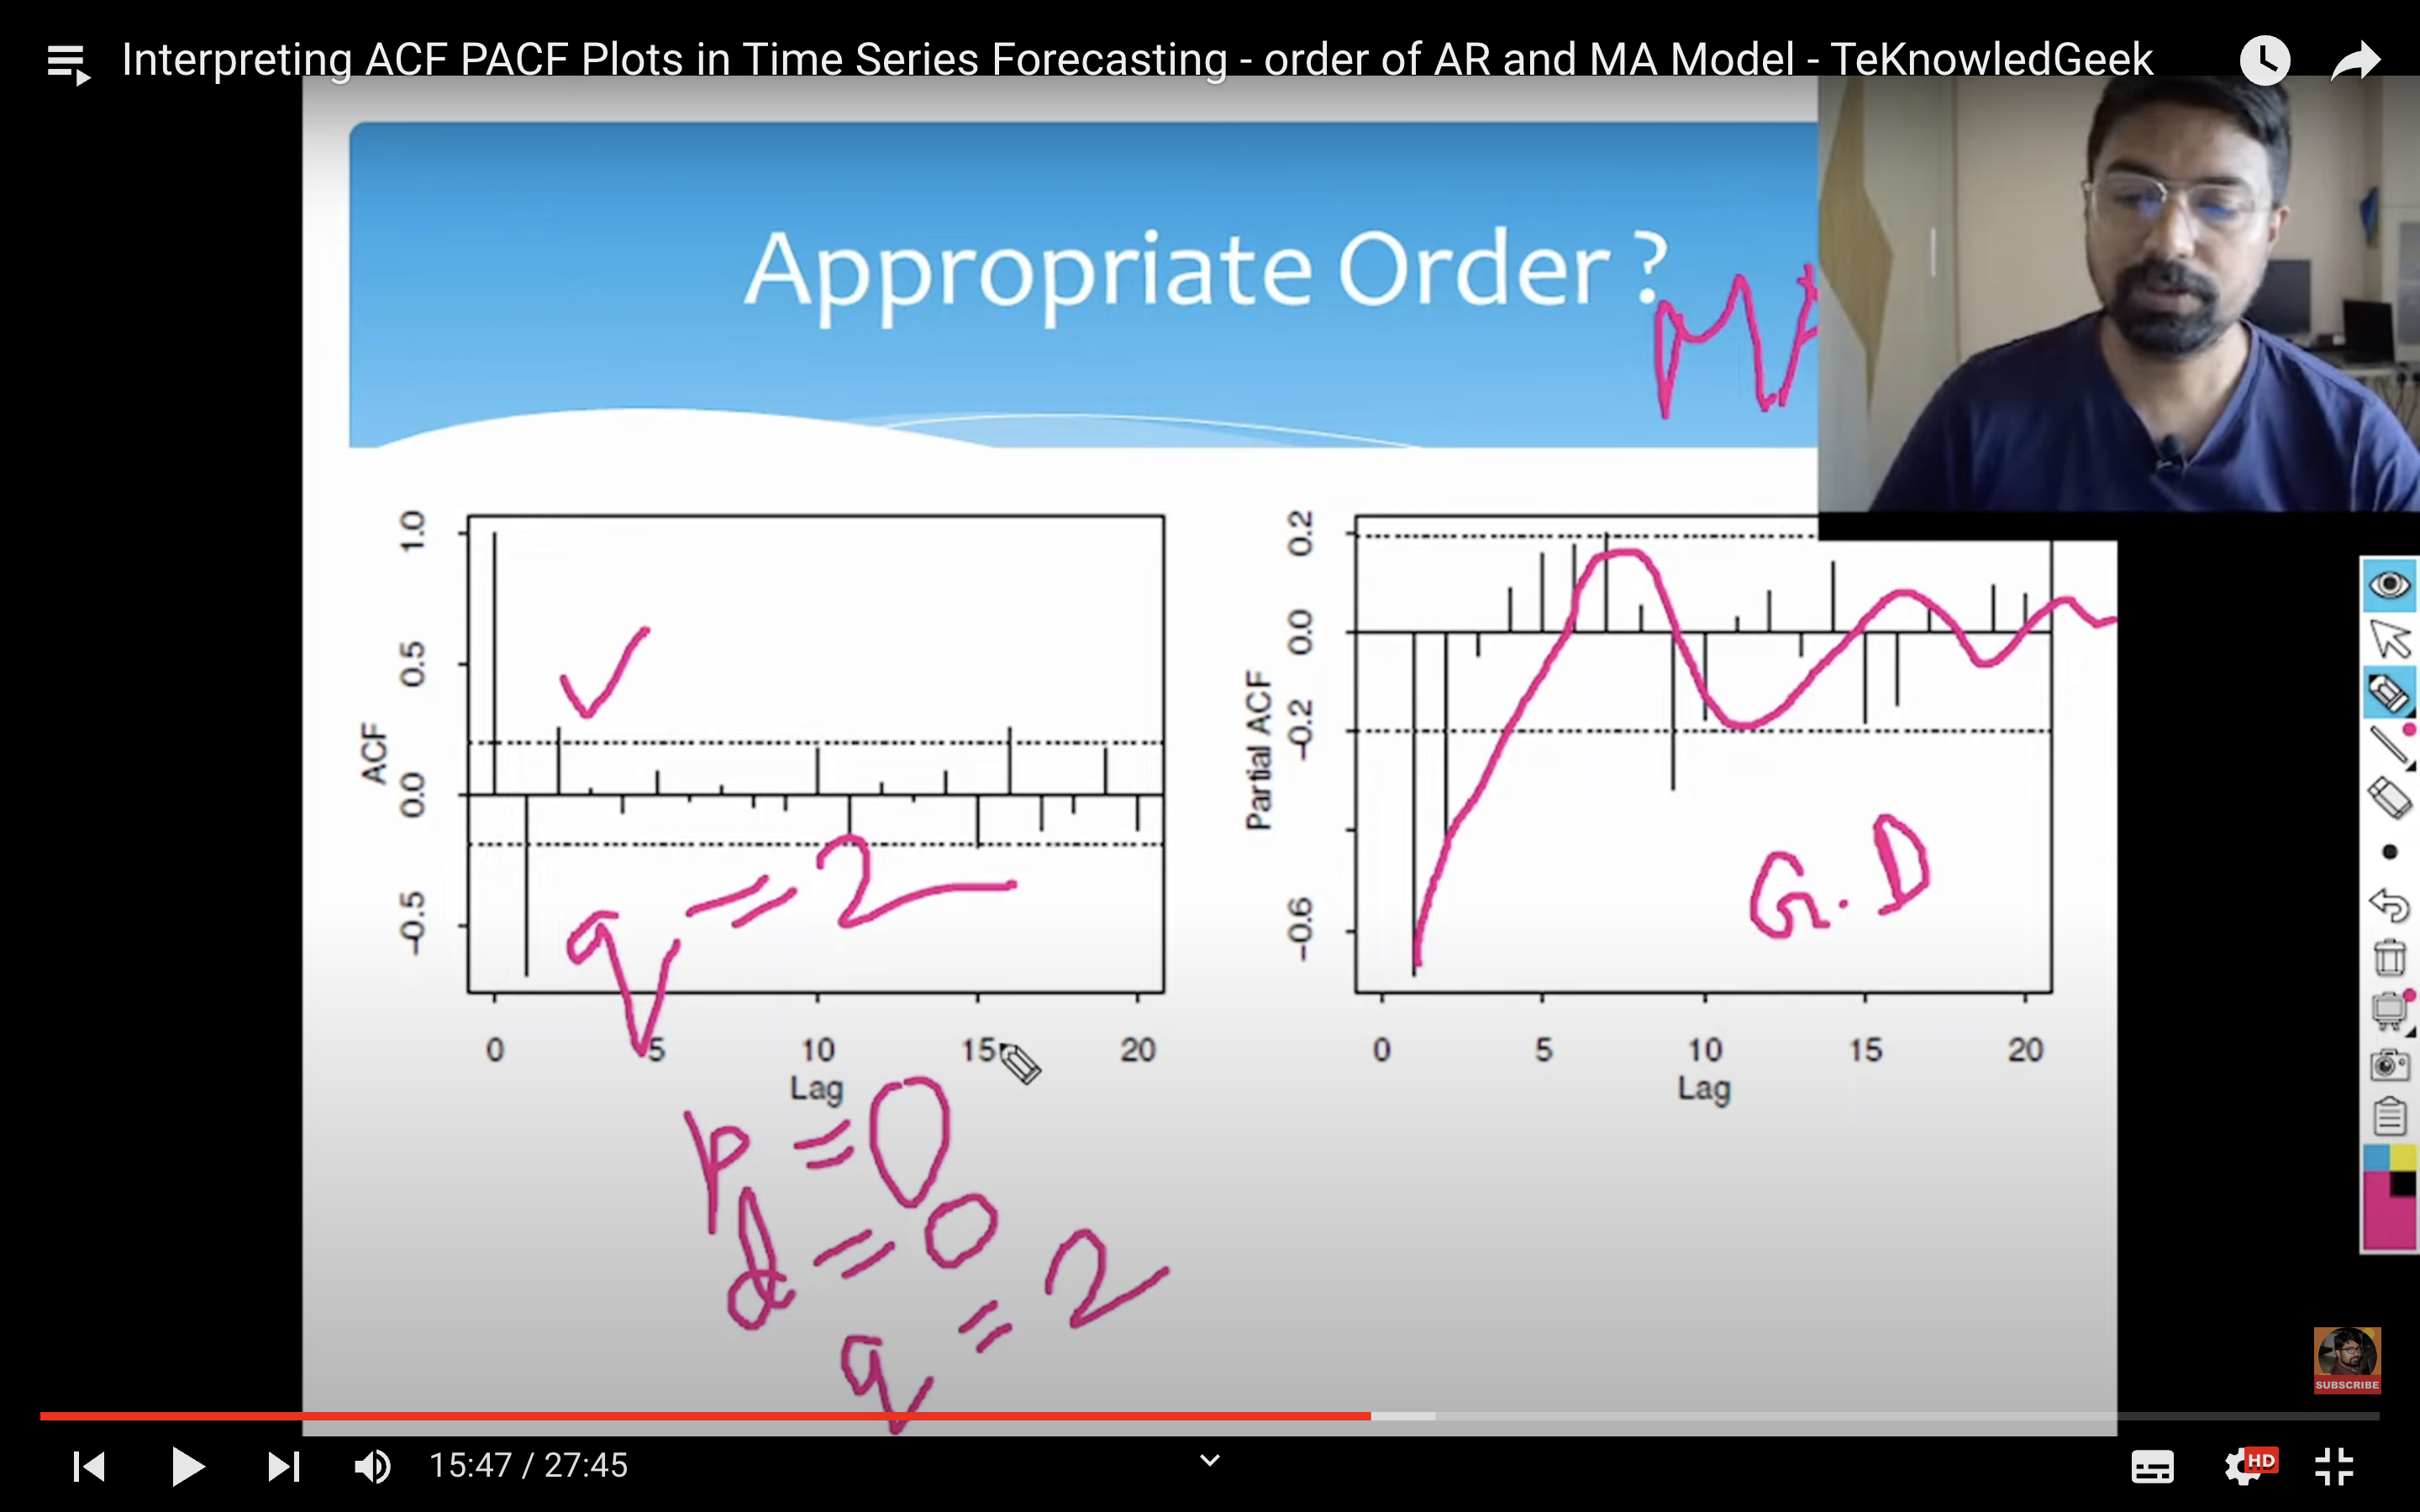 Interpreting ACF PACF Plots in Time Series Forecasting - order of AR and MA Model - TeKnowledGeek
Appropriate Order ?
MA
ACF
1.0
0.5
0.0
-0.5
0 5 10 15 20
Lag
q = 2
Partial ACF
0.2
0.0
-0.2
-0.6
0 5 10 15 20
Lag
G.D
p = 0
d = 0
q = 2
SUBSCRIBE
15:47 / 27:45
HD